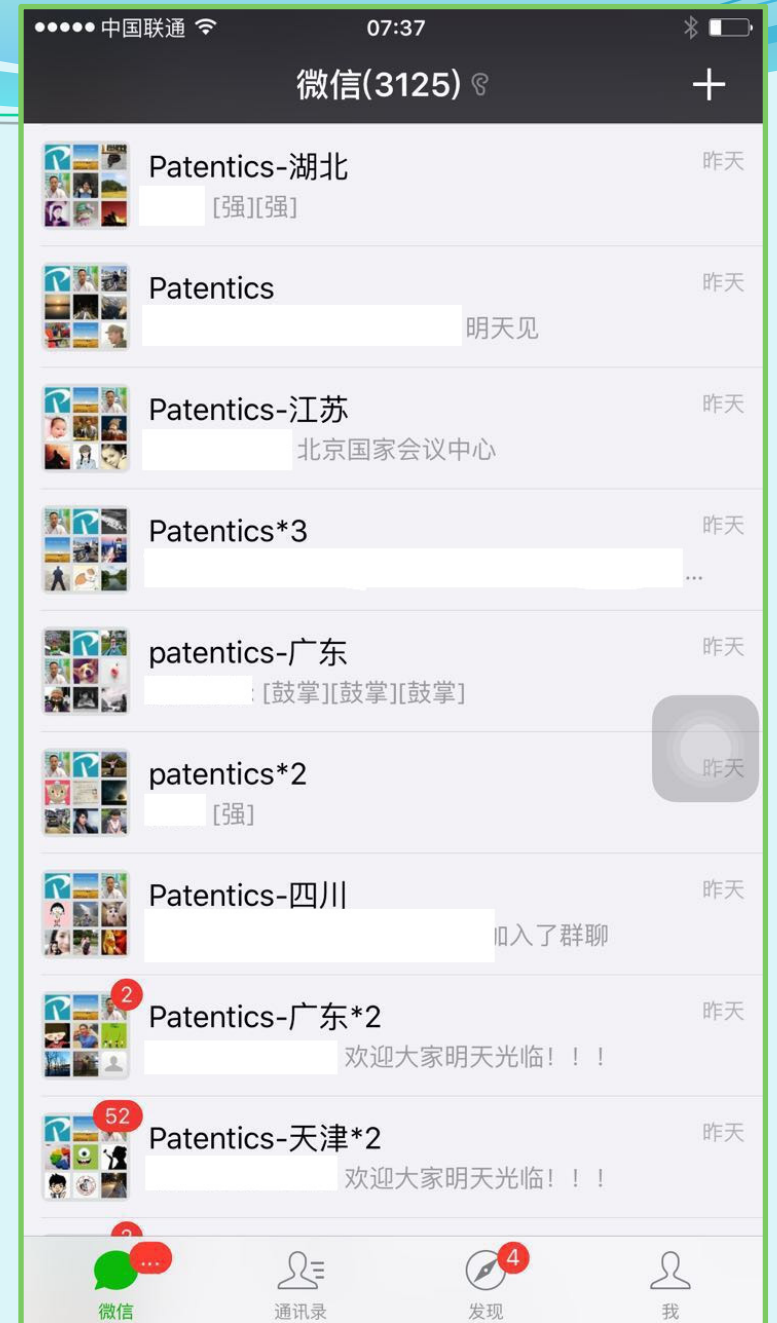 ●●●●● 中国联通 07:37
微信(3125)
Patentics-湖北 昨天
[强][强]
Patentics 昨天
明天见
Patentics-江苏 昨天
北京国家会议中心
Patentics*3 昨天
...
patentics-广东 昨天
: [鼓掌][鼓掌][鼓掌]
patentics*2 昨天
[强]
Patentics-四川 昨天
加入了群聊
2
Patentics-广东*2 昨天
欢迎大家明天光临！！！
52
Patentics-天津*2 昨天
欢迎大家明天光临！！！
... 4
微信 通讯录 发现 我